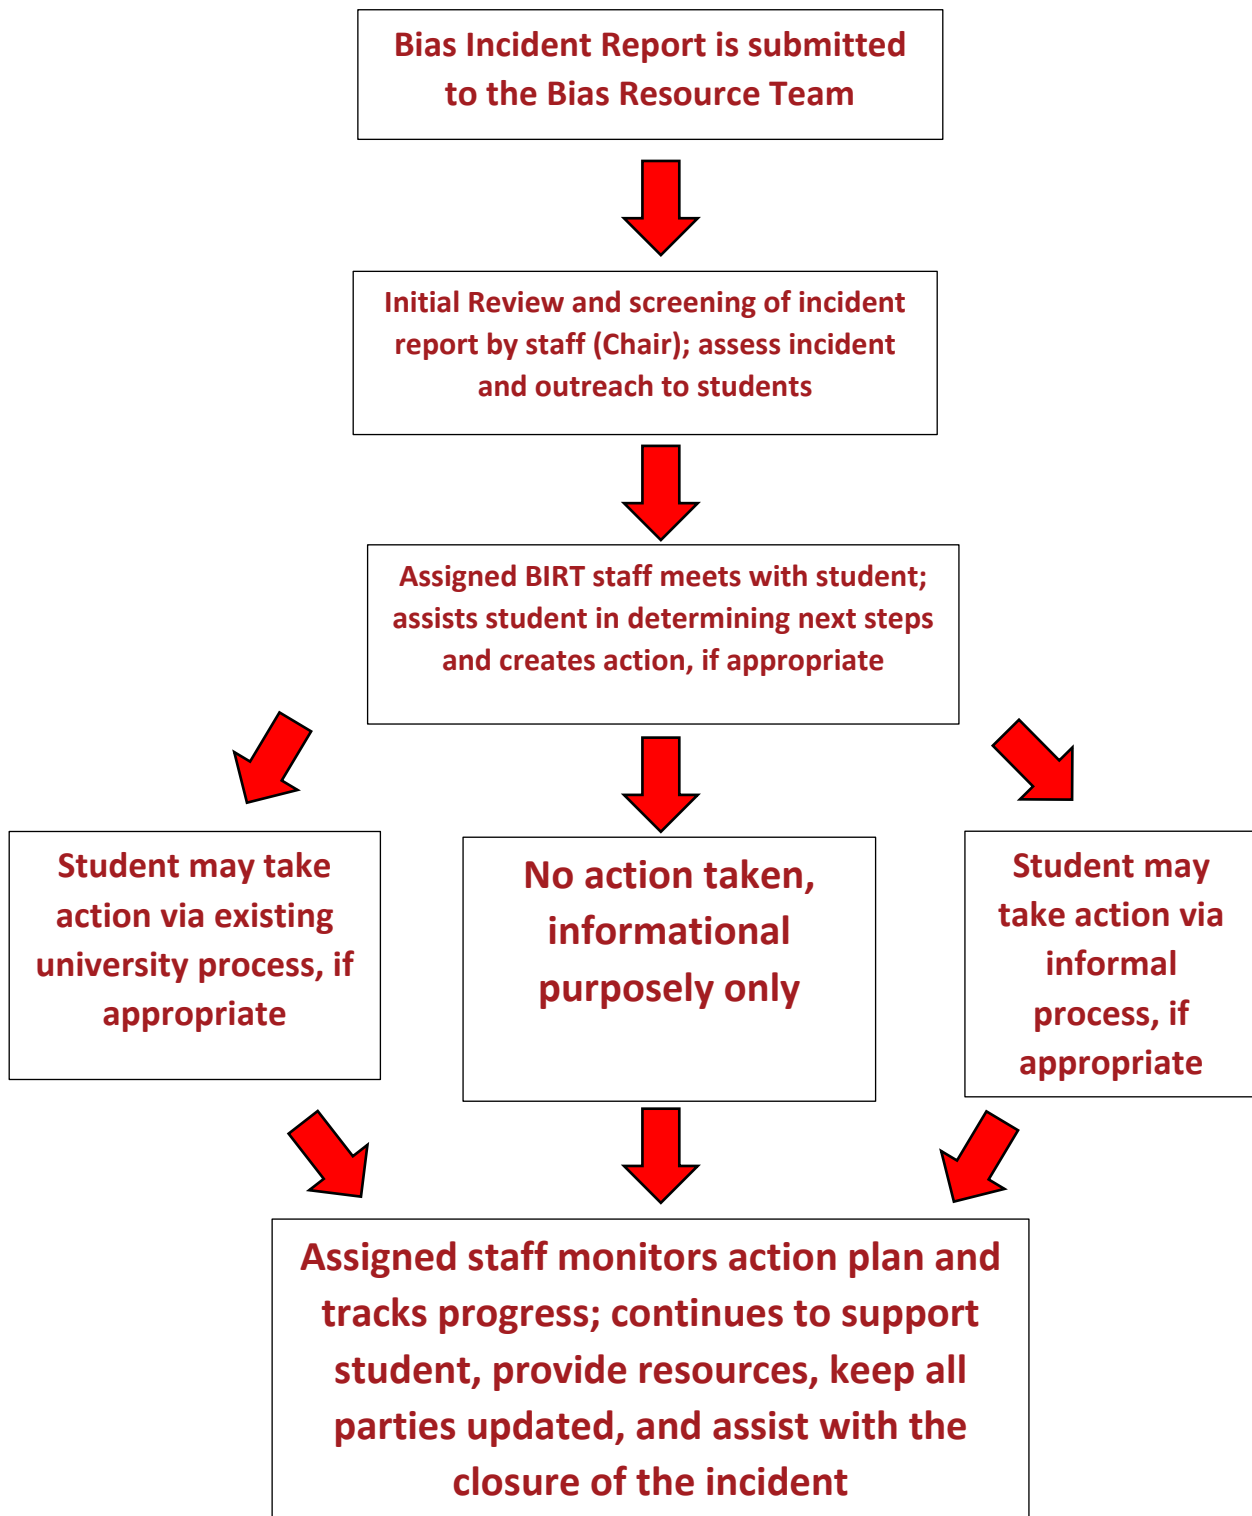 Bias Incident Report is submitted
to the Bias Resource Team
Initial Review and screening of incident
report by staff (Chair); assess incident
and outreach to students
Assigned BIRT staff meets with student;
assists student in determining next steps
and creates action, if appropriate
Student may take
action via existing
university process, if
appropriate
No action taken,
informational
purposely only
Student may
take action via
informal
process, if
appropriate
Assigned staff monitors action plan and
tracks progress; continues to support
student, provide resources, keep all
parties updated, and assist with the
closure of the incident